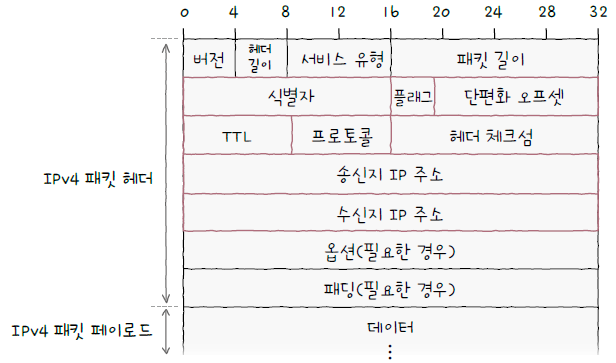 0 4 8 12 16 20 24 28 32
버전 헤더 길이 서비스 유형 패킷 길이
식별자 플래그 단편화 오프셋
TTL 프로토콜 헤더 체크섬
IPv4 패킷 헤더
송신지 IP 주소
수신지 IP 주소
옵션(필요한 경우)
패딩(필요한 경우)
IPv4 패킷 페이로드
데이터
⋮